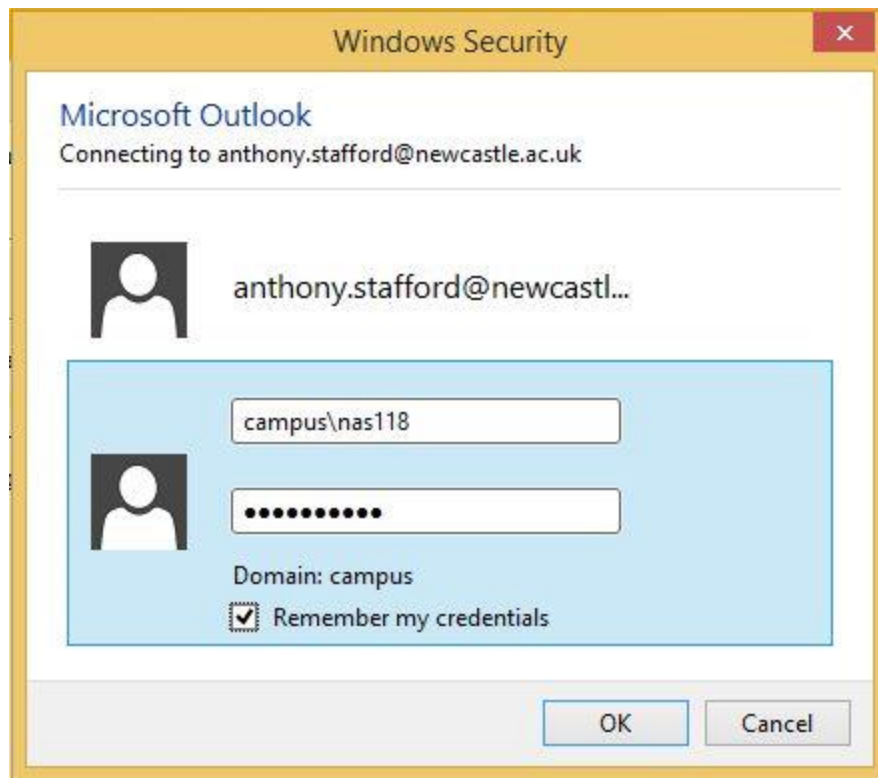 Windows Security
Microsoft Outlook
Connecting to anthony.stafford@newcastle.ac.uk
anthony.stafford@newcastl...
campus\nas118
●●●●●●●●●●
Domain: campus
Remember my credentials
OK
Cancel